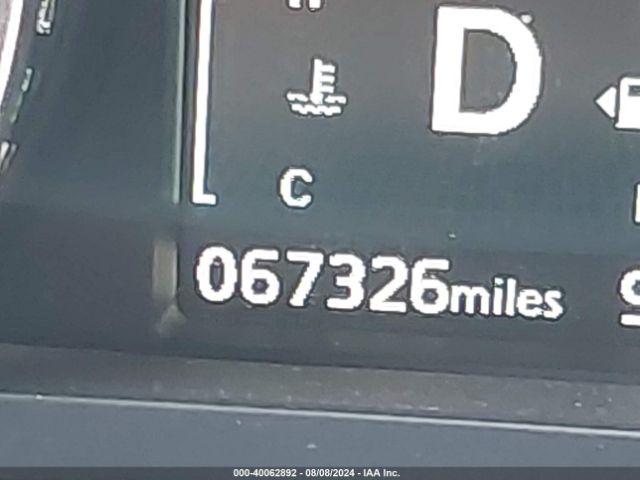 D
C
067326miles
000-40062892 - 08/08/2024 - IAA Inc.